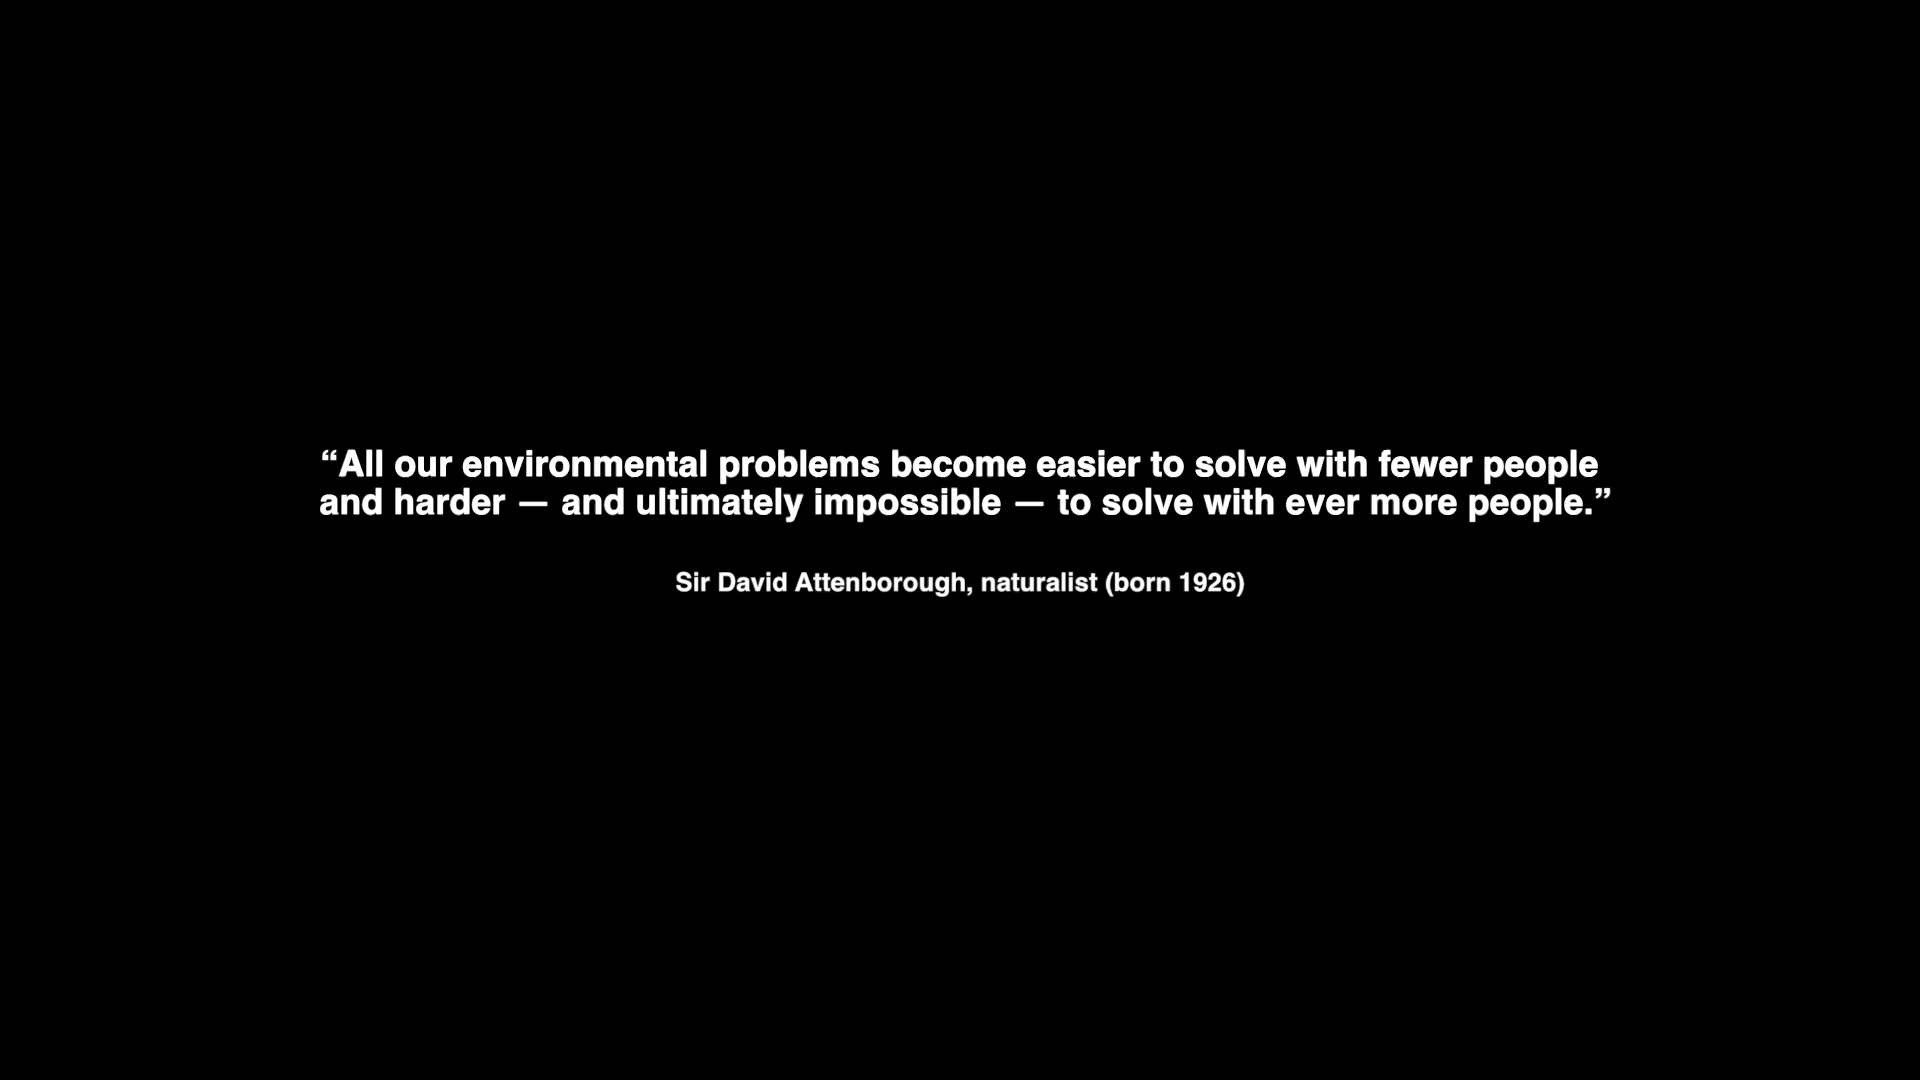 “All our environmental problems become easier to solve with fewer people
and harder — and ultimately impossible — to solve with ever more people.”
Sir David Attenborough, naturalist (born 1926)